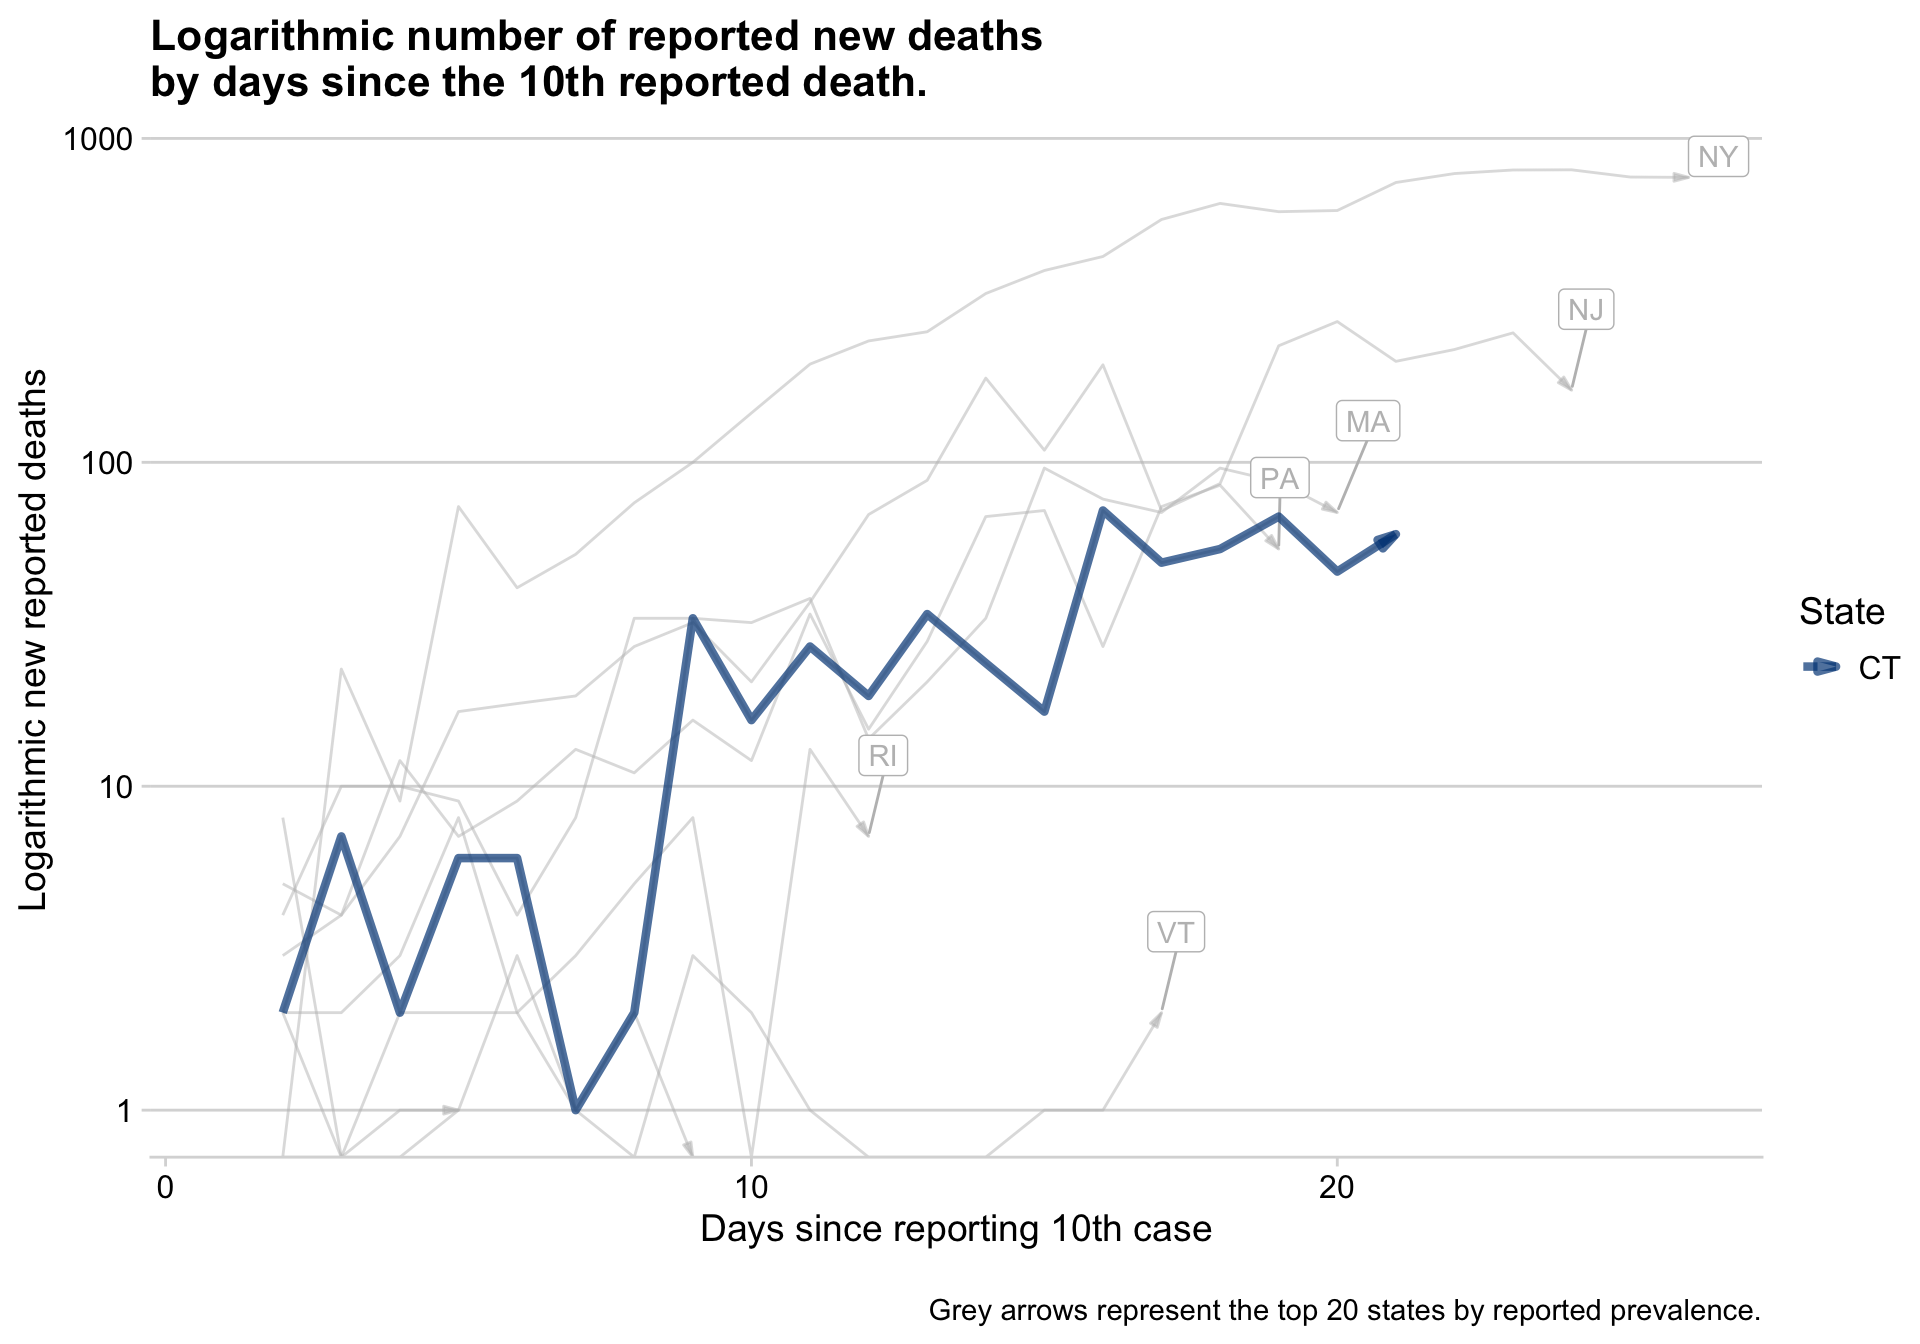 Logarithmic number of reported new deaths
by days since the 10th reported death.
1000
NY
NJ
MA
100
PA
Logarithmic new reported deaths
State
CT
RI
10
VT
1
0
10
20
Days since reporting 10th case
Grey arrows represent the top 20 states by reported prevalence.